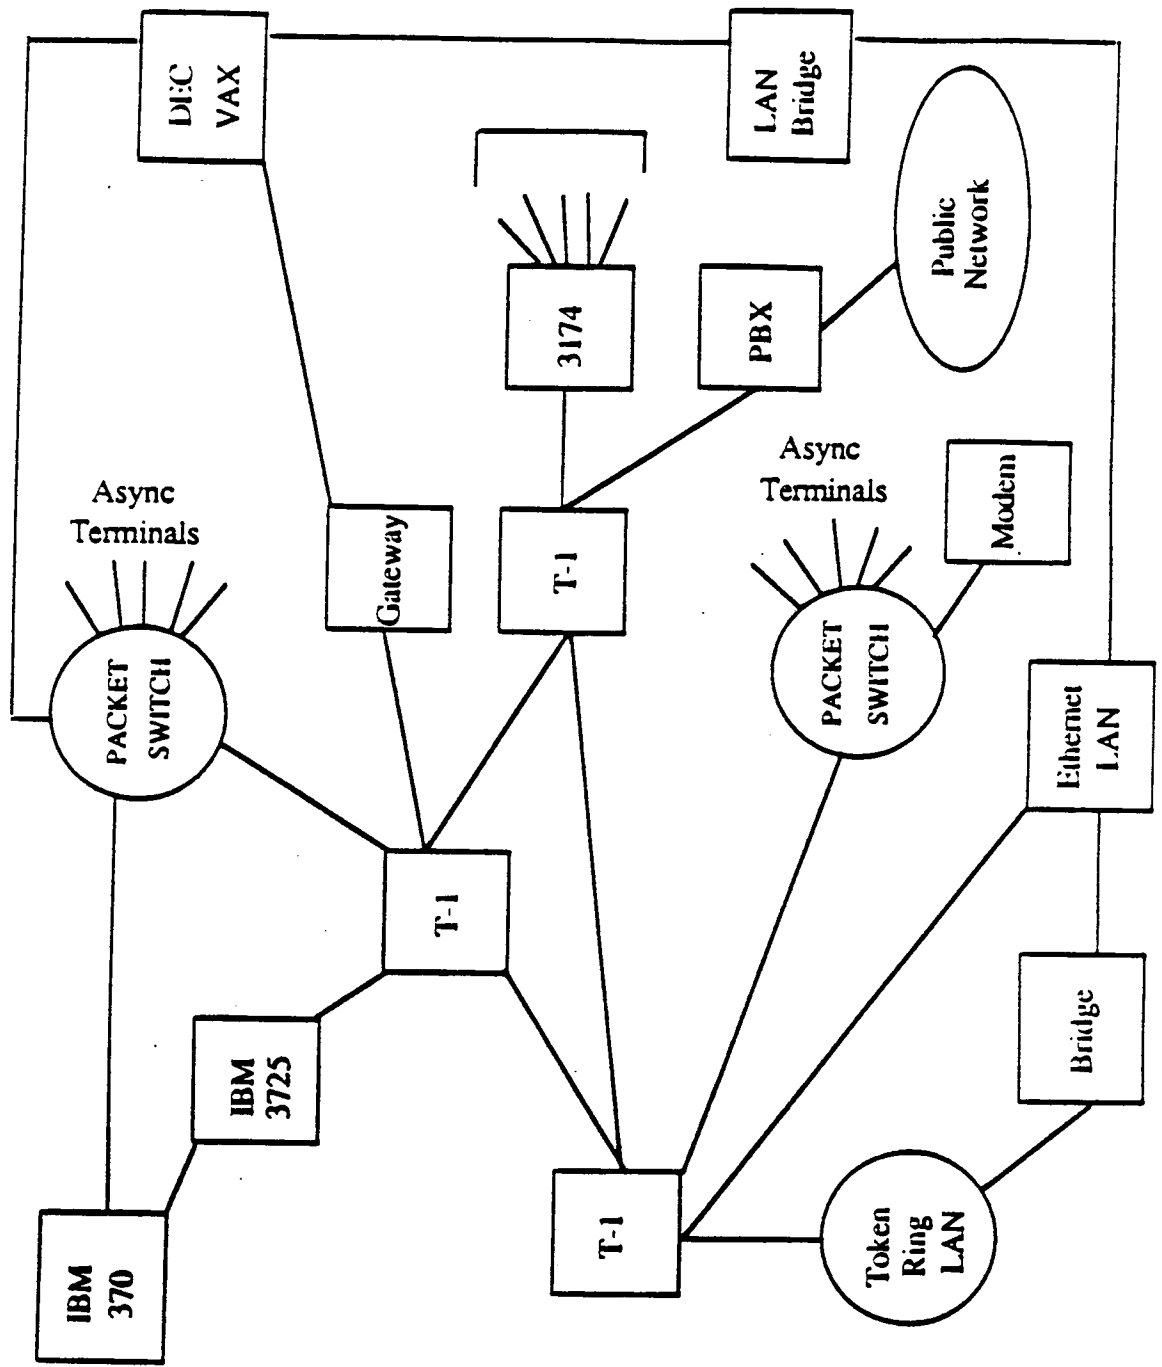 DEC
VAX
LAN
Bridge
Public
Network
3174
PBX
Async
Terminals
Async
Terminals
Modem
Gateway
T-1
PACKET
SWITCH
PACKET
SWITCH
Ethernet
LAN
T-1
IBM
3725
Bridge
IBM
370
T-1
Token
Ring
LAN